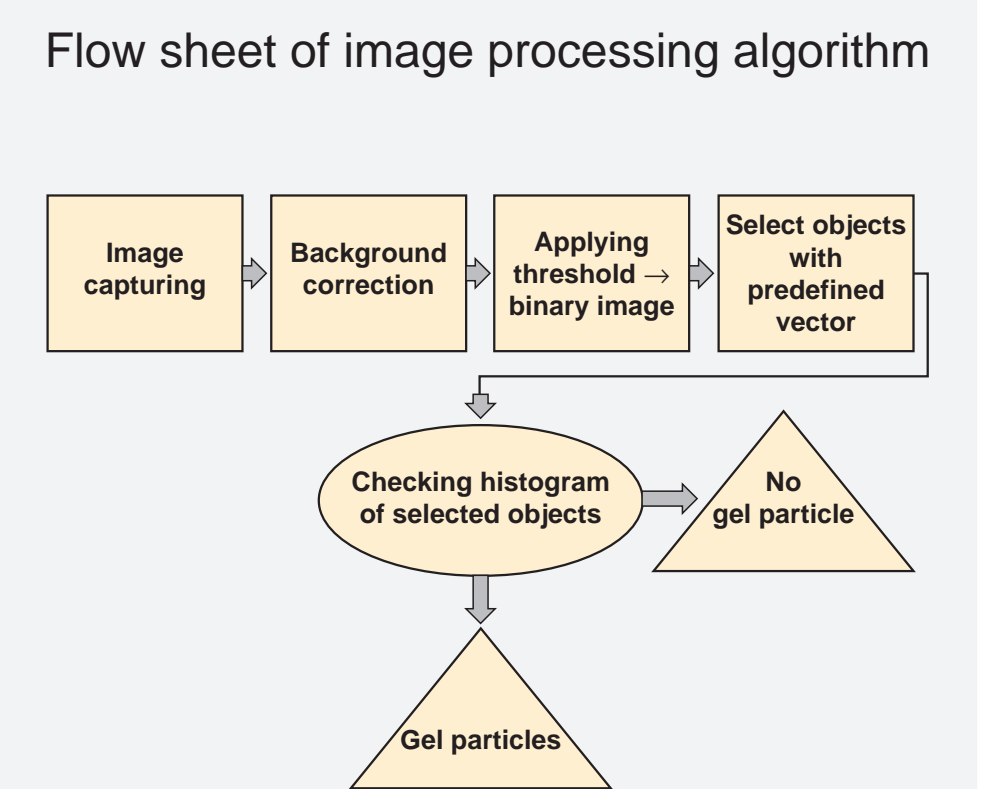 Flow sheet of image processing algorithm
Image
capturing
Background
correction
Applying
threshold →
binary image
Select objects
with
predefined
vector
Checking histogram
of selected objects
No
gel particle
Gel particles